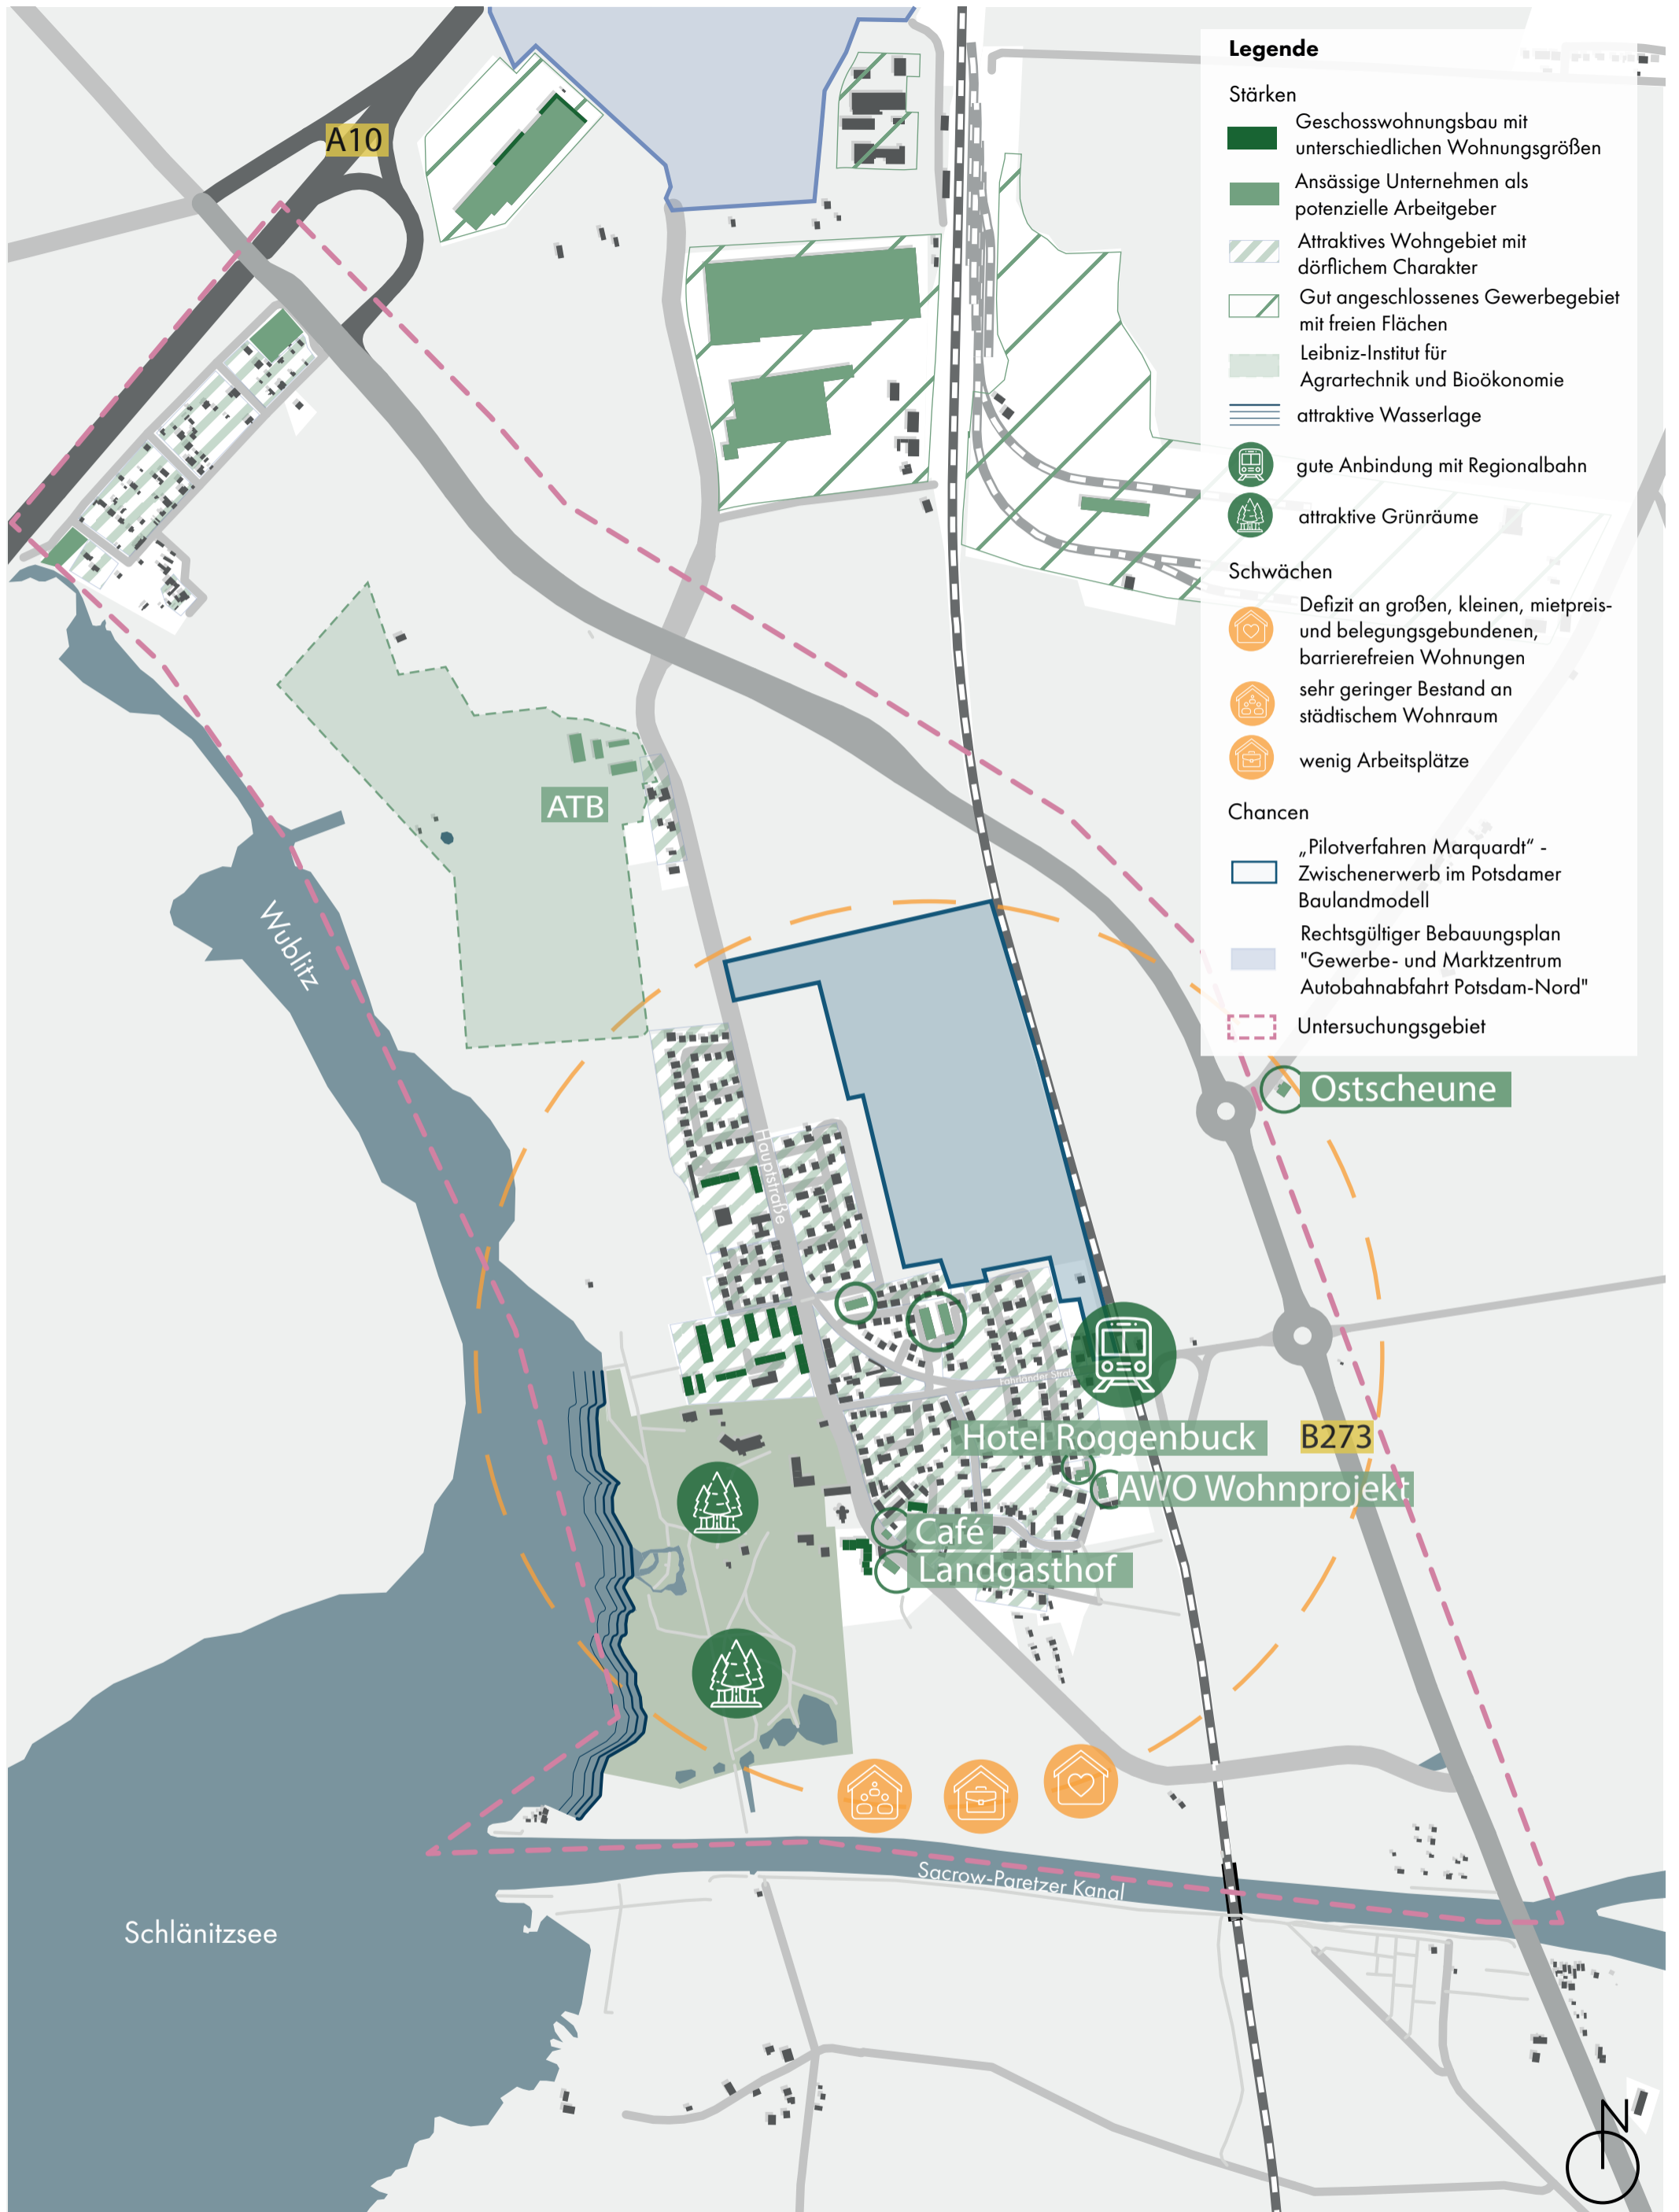 Legende
Stärken
Geschosswohnungsbau mit
unterschiedlichen Wohnungsgrößen
Ansässige Unternehmen als
potenzielle Arbeitgeber
Attraktives Wohngebiet mit
dörflichem Charakter
Gut angeschlossenes Gewerbegebiet
mit freien Flächen
Leibniz-Institut für
Agrartechnik und Bioökonomie
attraktive Wasserlage
gute Anbindung mit Regionalbahn
attraktive Grünräume
Schwächen
Defizit an großen, kleinen, mietpreis-
und belegungsgebundenen,
barrierefreien Wohnungen
sehr geringer Bestand an
städtischem Wohnraum
wenig Arbeitsplätze
Chancen
„Pilotverfahren Marquardt“ -
Zwischenerwerb im Potsdamer
Baulandmodell
Rechtsgültiger Bebauungsplan
"Gewerbe- und Marktzentrum
Autobahnabfahrt Potsdam-Nord"
Untersuchungsgebiet
A10
ATB
Wublitz
Ostscheune
Hauptstraße
Fahrländer
Hotel Roggenbuck
B273
AWO Wohnprojekt
Café
Landgasthof
Sacrow-Paretzer Kanal
Schlänitzsee
N